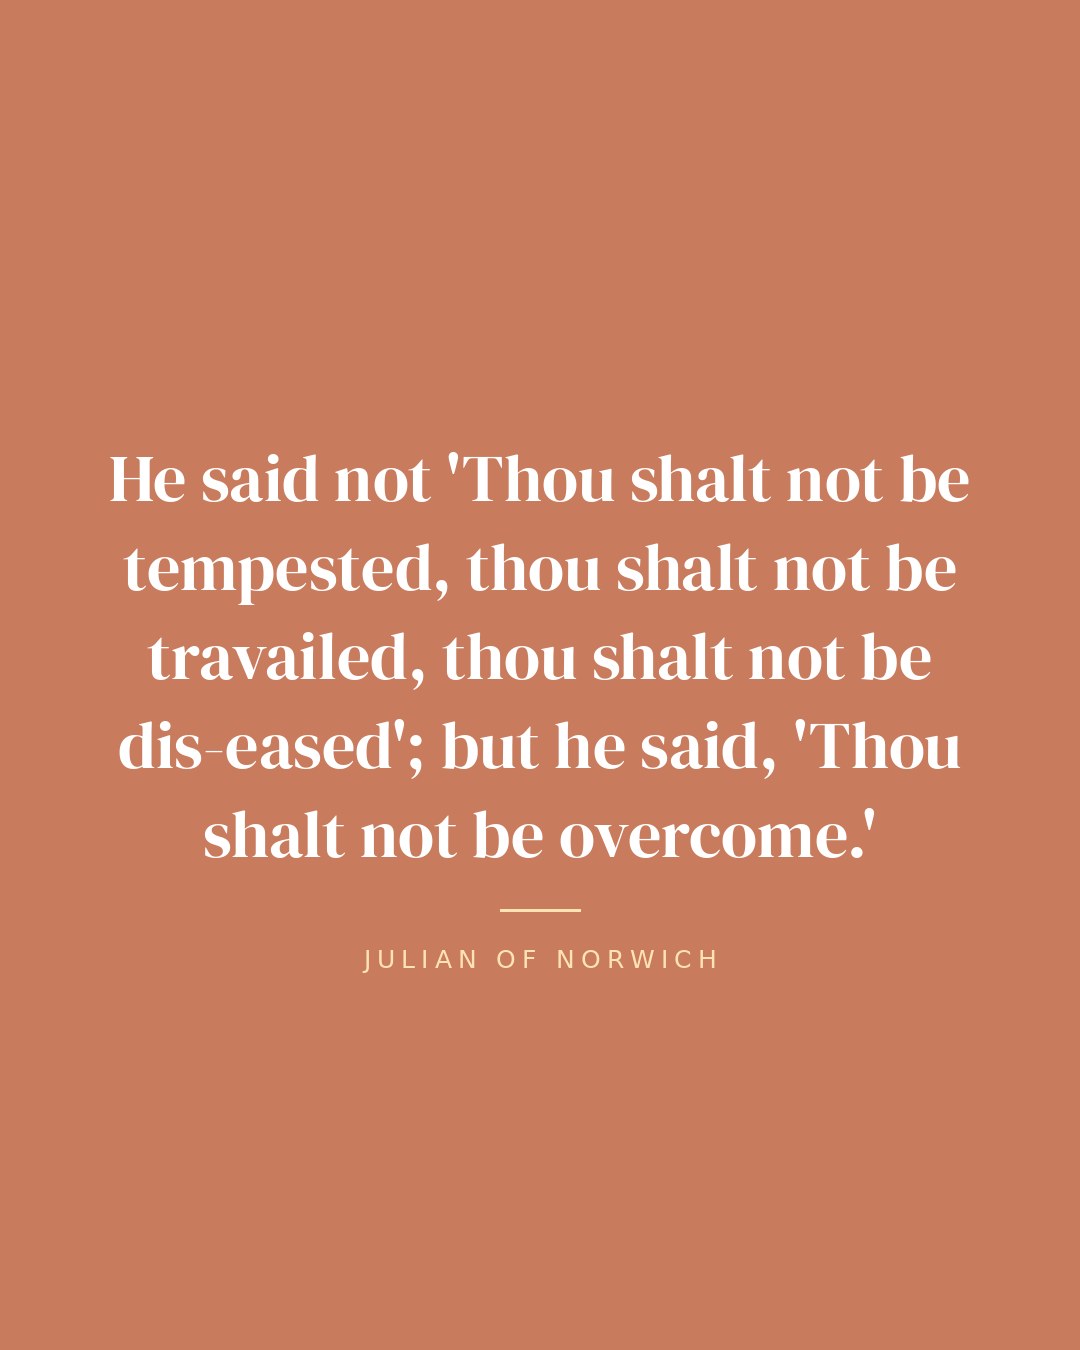 He said not 'Thou shalt not be
tempested, thou shalt not be
travailed, thou shalt not be
dis-eased'; but he said, 'Thou
shalt not be overcome.'
JULIAN OF NORWICH